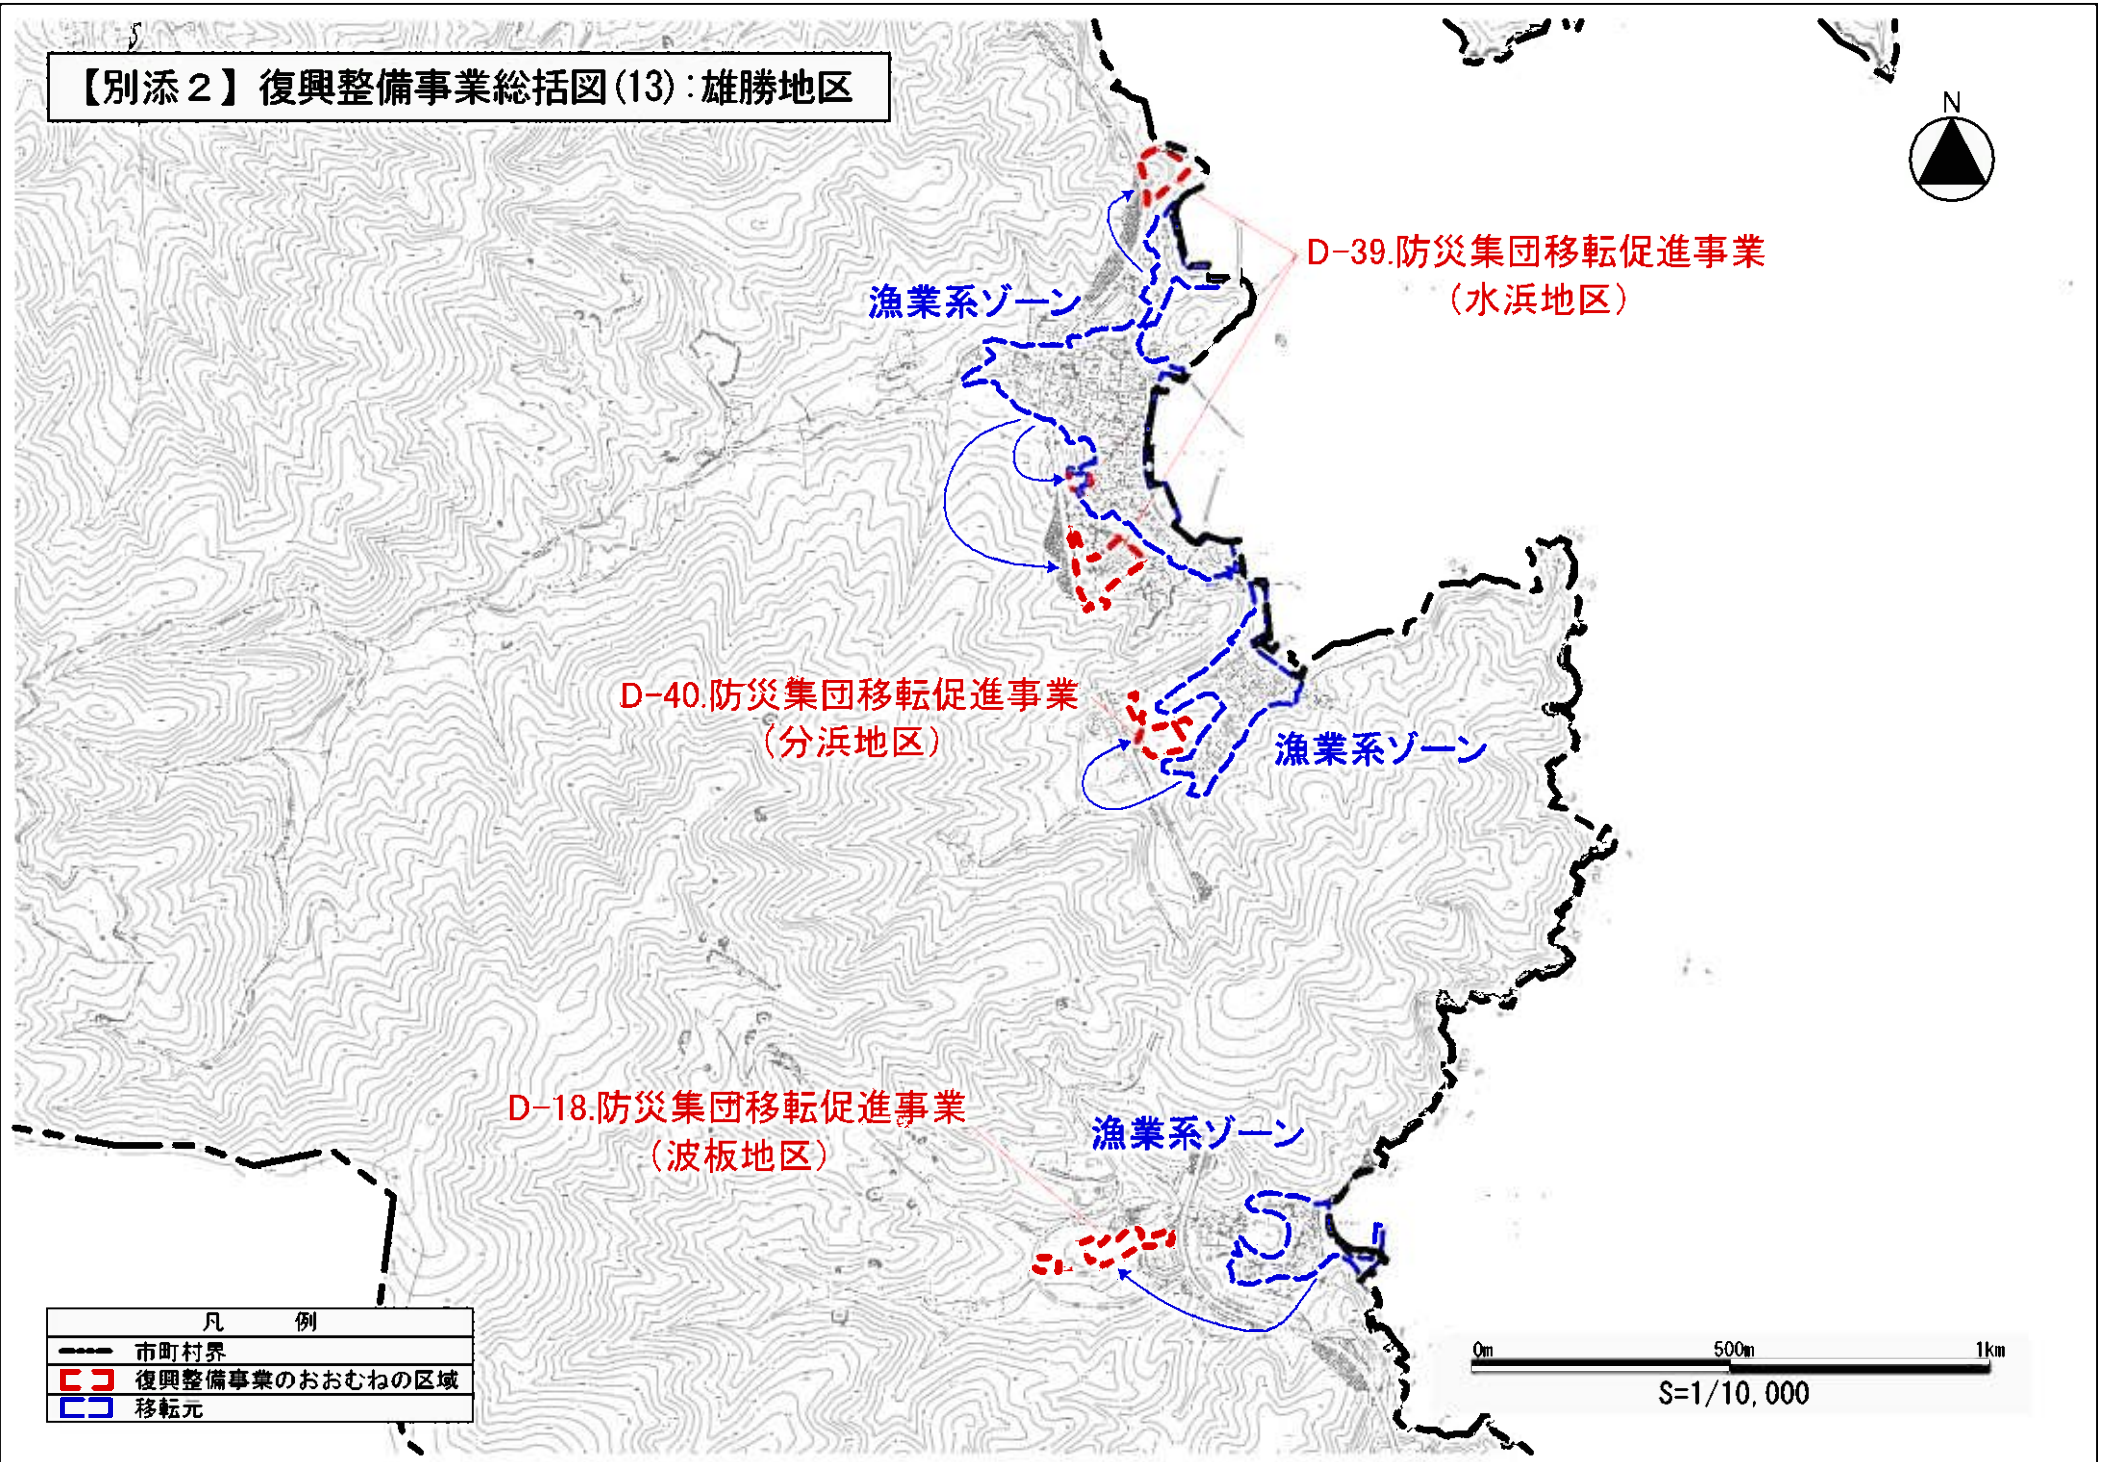 【別添２】復興整備事業総括図(13):雄勝地区
N
D-39.防災集団移転促進事業
(水浜地区)
漁業系ゾーン
D-40.防災集団移転促進事業
(分浜地区)
漁業系ゾーン
D-18.防災集団移転促進事業
(波板地区)
漁業系ゾーン
凡 例
市町村界
復興整備事業のおおむねの区域
移転元
0m 500m 1km
S=1/10,000